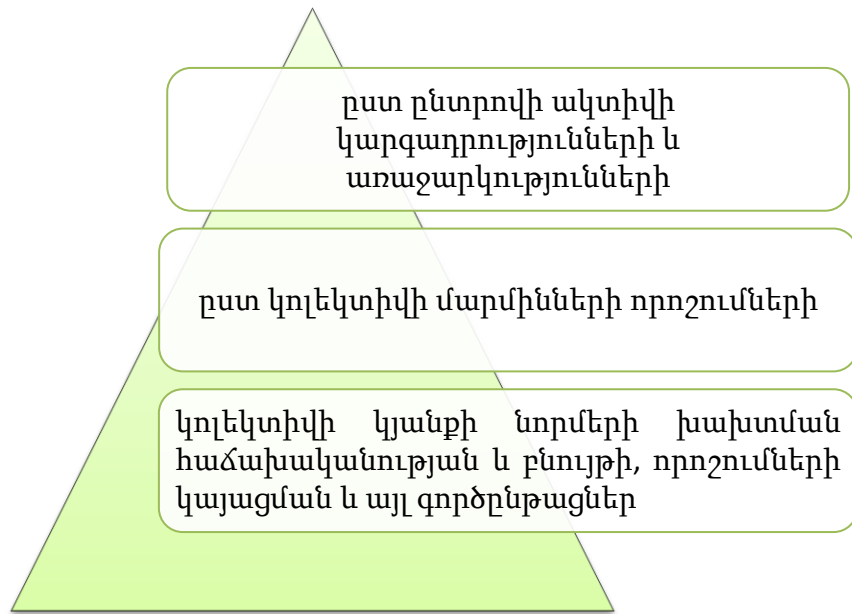 ըստ ընտրովի ակտիվի
կարգադրությունների և
առաջարկությունների
ըստ կոլեկտիվի մարմինների որոշումների
կոլեկտիվի կյանքի նորմերի խախտման
հաճախականության և բնույթի, որոշումների
կայացման և այլ գործընթացներ